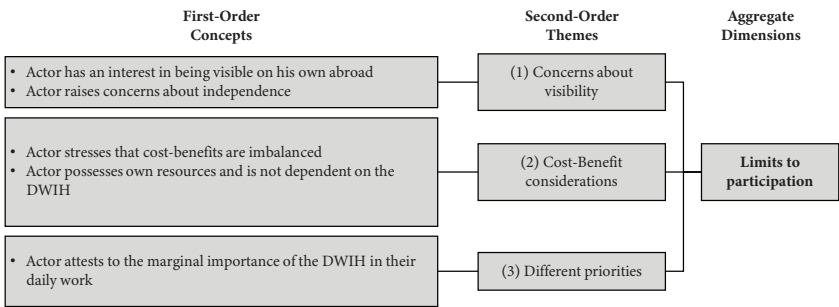 First-Order
Concepts
Second-Order
Themes
Aggregate
Dimensions
• Actor has an interest in being visible on his own abroad
• Actor raises concerns about independence
(1) Concerns about
visibility
• Actor stresses that cost-benefits are imbalanced
• Actor possesses own resources and is not dependent on the
DWIH
(2) Cost-Benefit
considerations
Limits to
participation
• Actor attests to the marginal importance of the DWIH in their
daily work
(3) Different priorities